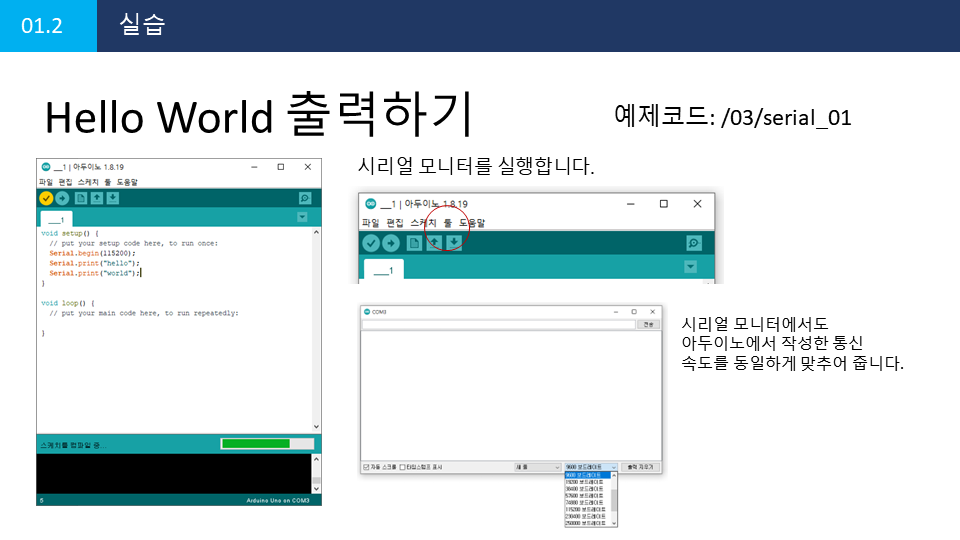 01.2
실습
Hello World 출력하기
예제코드: /03/serial_01
__1 | 아두이노 1.8.19
파일 편집 스케치 툴 도움말
__1
void setup() {
// put your setup code here, to run once:
Serial.begin(115200);
Serial.print("hello");
Serial.print("world");
}
void loop() {
// put your main code here, to run repeatedly:
}
스케치를 컴파일 중...
6
Arduino Uno on COM3
시리얼 모니터를 실행합니다.
__1 | 아두이노 1.8.19
파일 편집 스케치 툴 도움말
__1
COM3
전송
자동 스크롤 타임스탬프 표시
새 줄
9600 보드레이트
출력 지우기
9600 보드레이트
19200 보드레이트
38400 보드레이트
57600 보드레이트
74880 보드레이트
115200 보드레이트
230400 보드레이트
250000 보드레이트
시리얼 모니터에서도
아두이노에서 작성한 통신
속도를 동일하게 맞추어 줍니다.